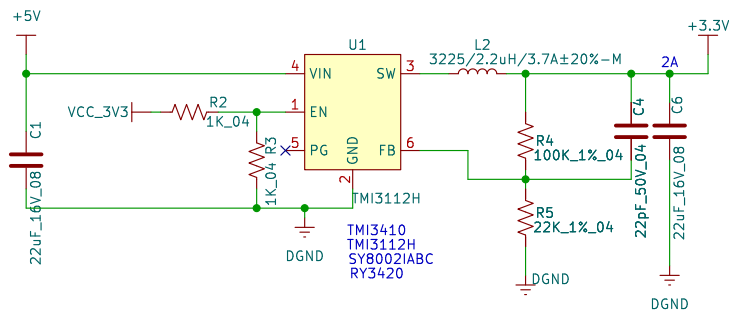 +5V
+3.3V
U1
L2
3225/2.2uH/3.7A±20%-M
2A
4
VIN
SW
3
VCC_3V3
R2
1K_04
1
EN
C1
22uF_16V_08
R3
1K_04
5
PG
GND
2
FB
6
TMI3112H
R4
100K_1%_04
C4
22pF_50V_04
C6
22uF_16V_08
R5
22K_1%_04
DGND
TMI3410
TMI3112H
SY8002IABC
RY3420
DGND
DGND